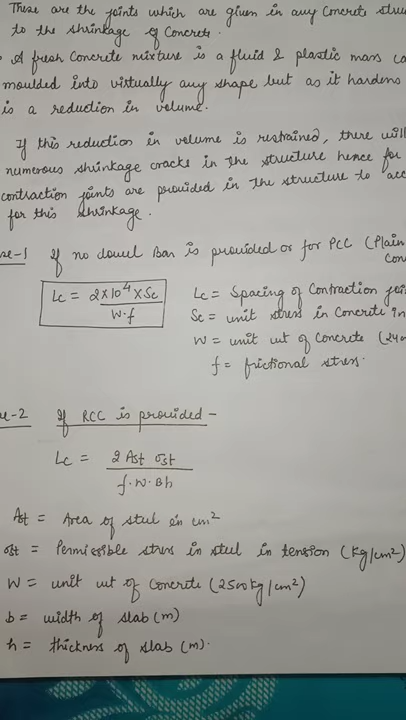 These are the joints which are given in any Concrete
to the shrinkage of Concrete.
A fresh Concrete mixture is a fluid & plastic mass
moulded into virtually any shape but as it hardens
is a reduction in volume.
If this reduction in volume is restrained, there will
numerous shrinkage cracks in the structure hence for
contraction joints are provided in the structure to
for this shrinkage.
-1 If no dowel Bar is provided or for PCC (Plain
Lc = 2×10⁴×Sc / W·f
Lc = Spacing of Contraction
Sc = unit stress in Concrete in
W = unit wt of Concrete
f = frictional stress.
-2 If RCC is provided -
Lc = 2 Ast σst / f·W·Bh
Ast = Area of steel in cm²
σst = Permissible stress in steel in tension (kg/cm²)
W = unit wt of Concrete (2500kg/cm²)
b = width of slab (m)
h = thickness of slab (m).